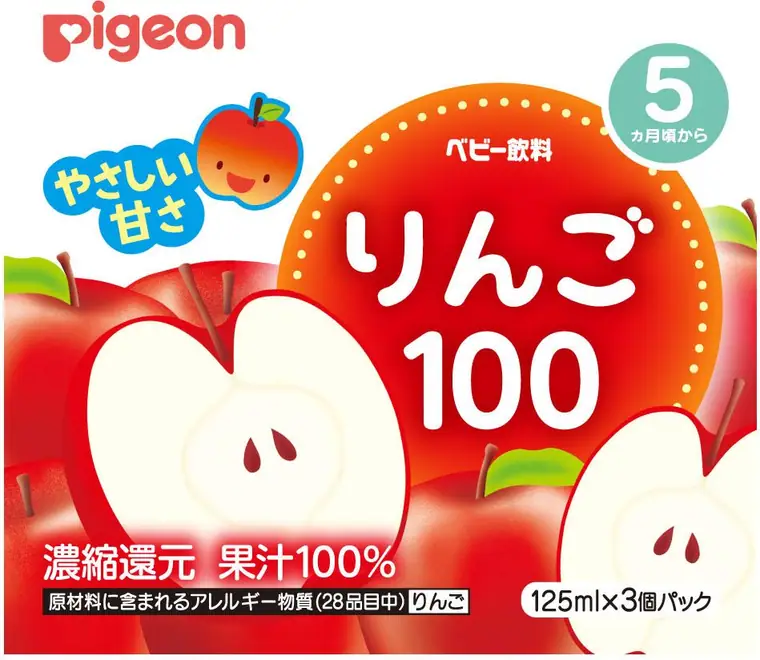 pigeon
5
ヵ月頃から
やさしい
甘さ
ベビー飲料
りんご
100
濃縮還元 果汁100%
原材料に含まれるアレルギー物質(28品目中) りんご
125ml×3個パック